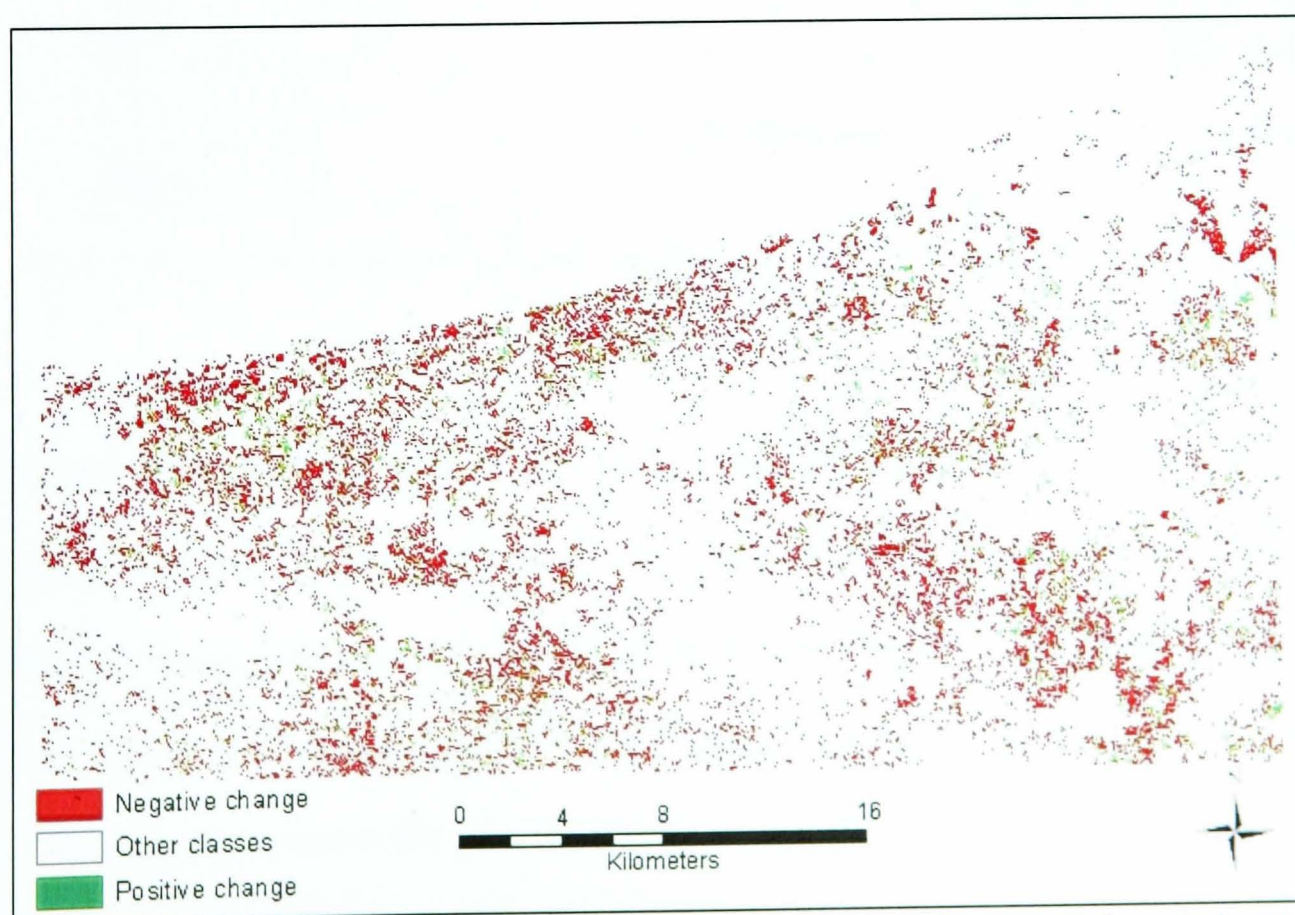 Negative change
Other classes
Positive change
0 4 8 16
Kilometers